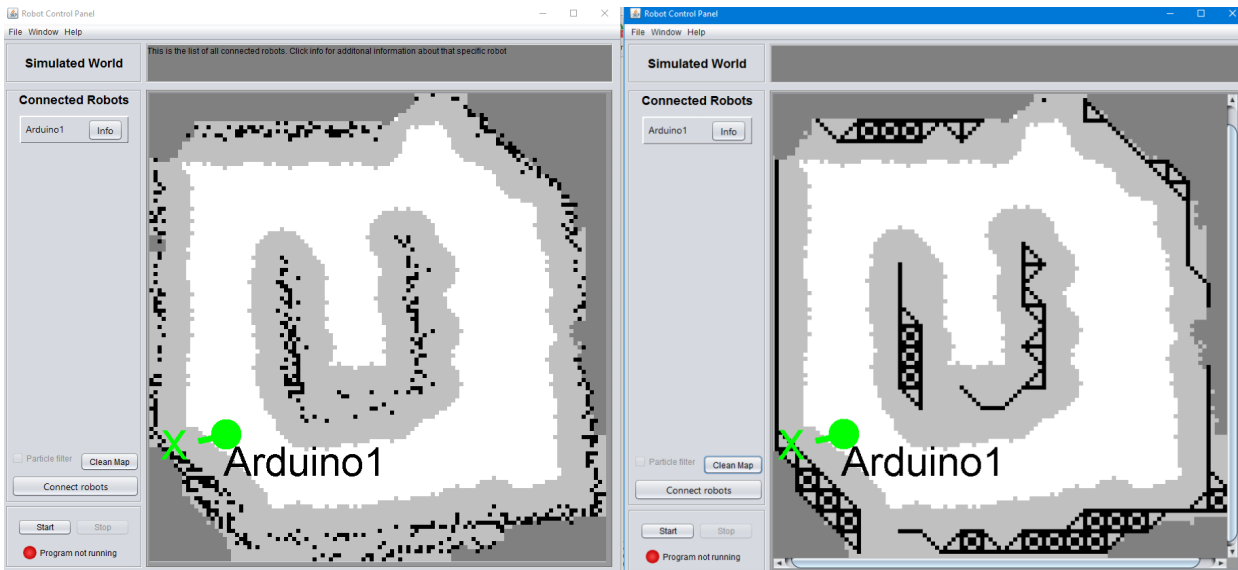 Robot Control Panel
File Window Help
Simulated World
This is the list of all connected robots. Click info for additonal information about that specific robot
Connected Robots
Arduino1 Info
X
Arduino1
Particle filter Clean Map
Connect robots
Start Stop
Program not running
Robot Control Panel
File Window Help
Simulated World
Connected Robots
Arduino1 Info
X
Arduino1
Particle filter Clean Map
Connect robots
Start Stop
Program not running